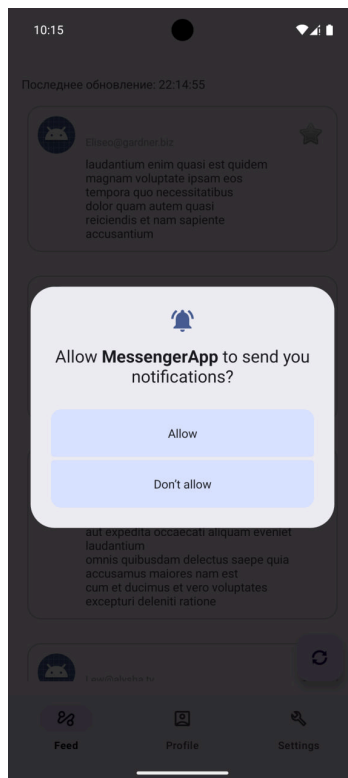 10:15
Последнее обновление: 22:14:55
Eliseo@gardner.biz
laudantium enim quasi est quidem
magnam voluptate ipsam eos
tempora quo necessitatibus
dolor quam autem quasi
reiciendis et nam sapiente
accusantium
Allow MessengerApp to send you
notifications?
Allow
Don't allow
aut expedita occaecati aliquam eveniet
laudantium
omnis quibusdam delectus saepe quia
accusamus maiores nam est
cum et ducimus et vero voluptates
excepturi deleniti ratione
Feed
Profile
Settings